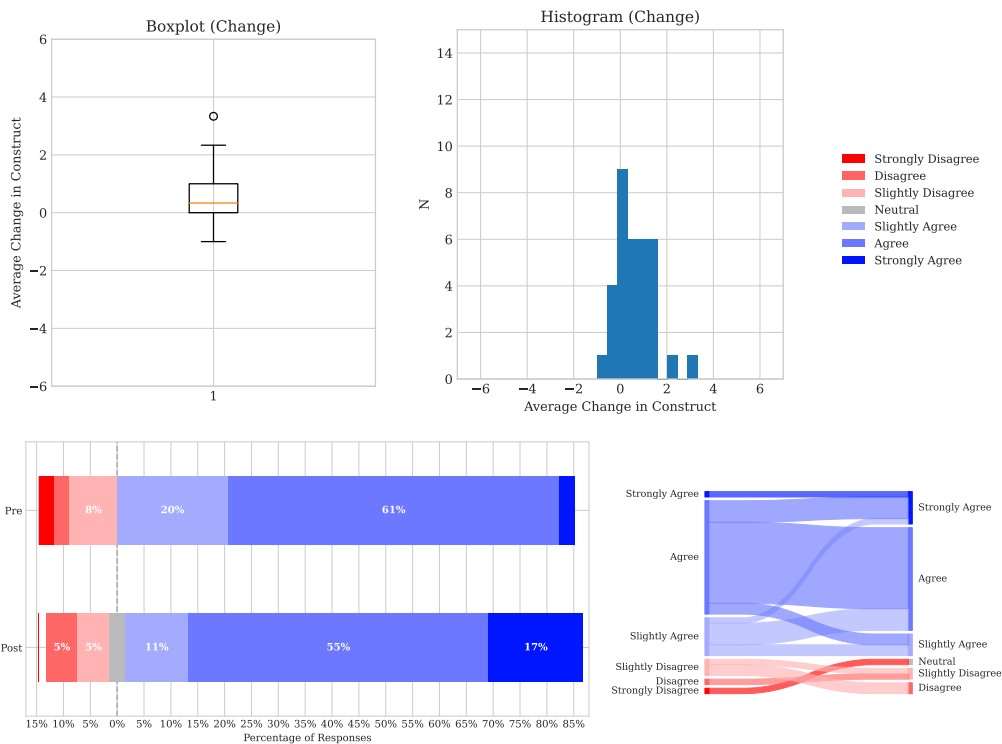 Boxplot (Change)
Average Change in Construct
6
4
2
0
−2
−4
−6
1
Histogram (Change)
N
14
12
10
8
6
4
2
0
−6 −4 −2 0 2 4 6
Average Change in Construct
Strongly Disagree
Disagree
Slightly Disagree
Neutral
Slightly Agree
Agree
Strongly Agree
Pre
8% 20% 61%
Post
5% 5% 11% 55% 17%
15% 10% 5% 0% 5% 10% 15% 20% 25% 30% 35% 40% 45% 50% 55% 60% 65% 70% 75% 80% 85%
Percentage of Responses
Strongly Agree
Agree
Slightly Agree
Slightly Disagree
Disagree
Strongly Disagree
Strongly Agree
Agree
Slightly Agree
Neutral
Slightly Disagree
Disagree